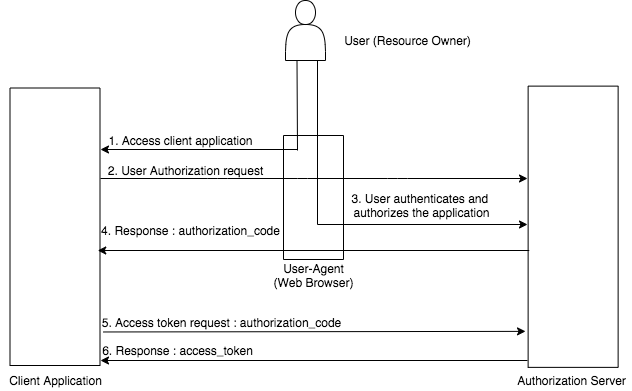 User (Resource Owner)
1. Access client application
2. User Authorization request
3. User authenticates and
authorizes the application
4. Response : authorization_code
User-Agent
(Web Browser)
5. Access token request : authorization_code
6. Response : access_token
Client Application
Authorization Server